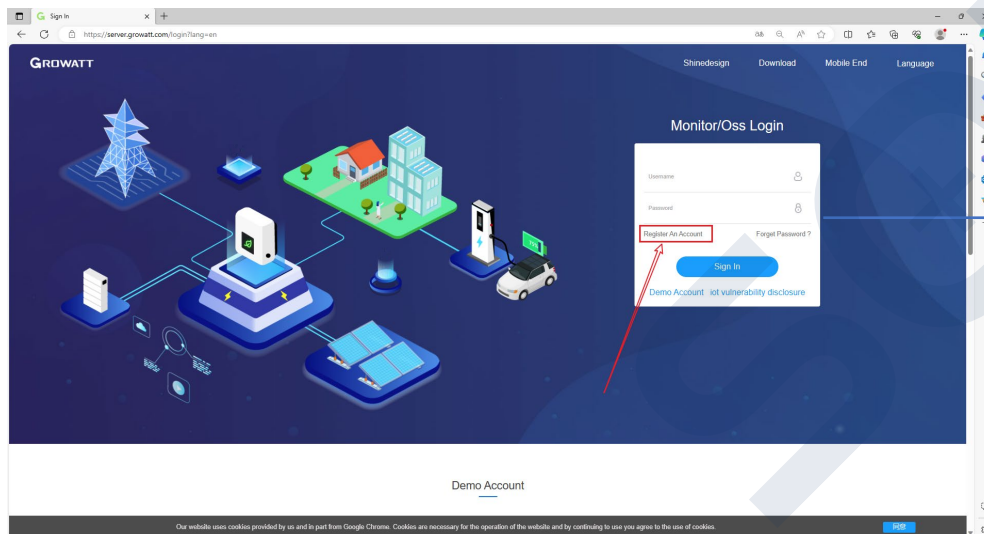 Sign In
https://server.growatt.com/login?lang=en
GROWATT
Shinedesign Download Mobile End Language
Monitor/Oss Login
Username
Password
Register An Account Forget Password ?
Sign In
Demo Account iot vulnerability disclosure
Demo Account
Our website uses cookies provided by us and in part from Google Chrome. Cookies are necessary for the operation of the website and by continuing to use you agree to the use of cookies.
同意